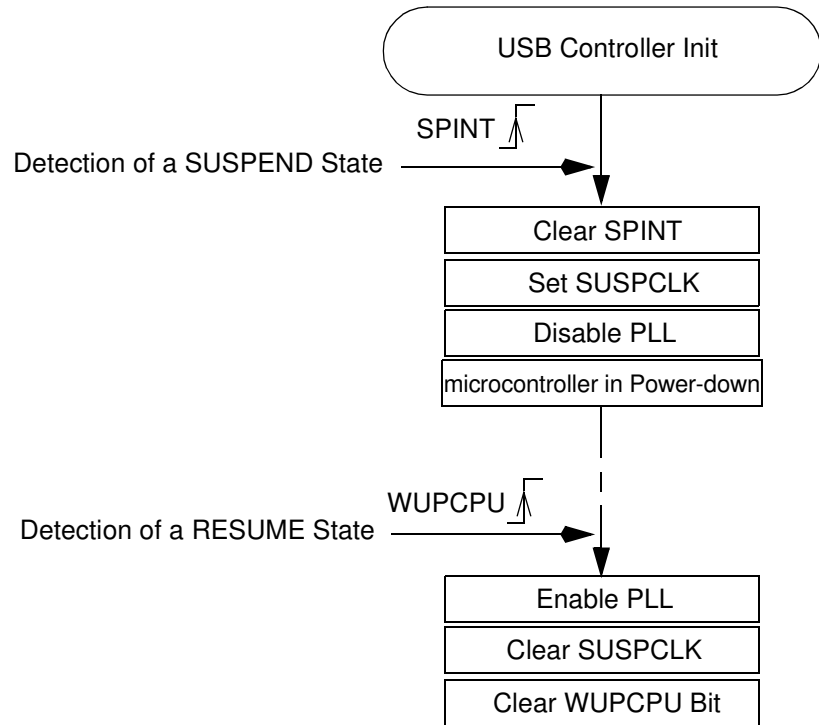 USB Controller Init
SPINT
Detection of a SUSPEND State
Clear SPINT
Set SUSPCLK
Disable PLL
microcontroller in Power-down
WUPCPU
Detection of a RESUME State
Enable PLL
Clear SUSPCLK
Clear WUPCPU Bit